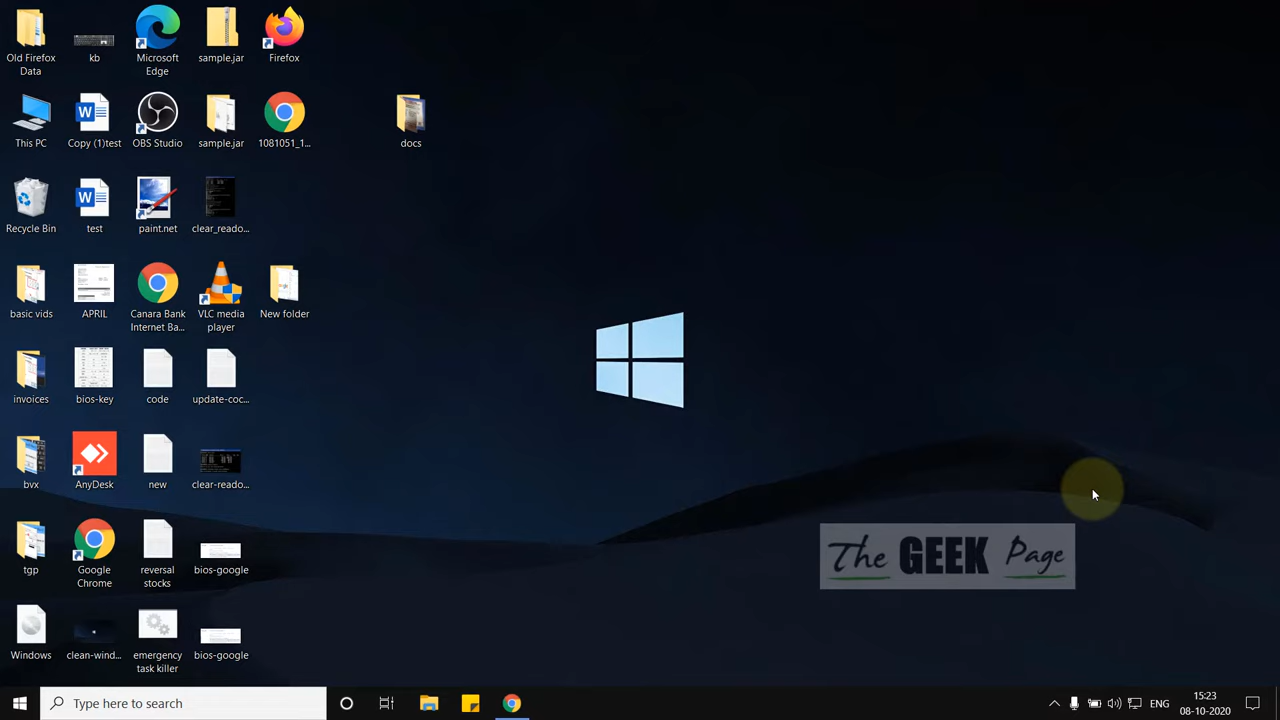 Old Firefox
Data
kb
Microsoft
Edge
sample.jar
Firefox
This PC
Copy (1)test
OBS Studio
sample.jar
1081051_1...
docs
Recycle Bin
test
paint.net
clear_reado...
basic vids
APRIL
Canara Bank
Internet Ba...
VLC media
player
New folder
invoices
bios-key
code
update-coc...
bvx
AnyDesk
new
clear-reado...
tgp
Google
Chrome
reversal
stocks
bios-google
The GEEK Page
Windows
clean-wind...
emergency
task killer
bios-google
Type here to search
ENG
15:23
08-10-2020